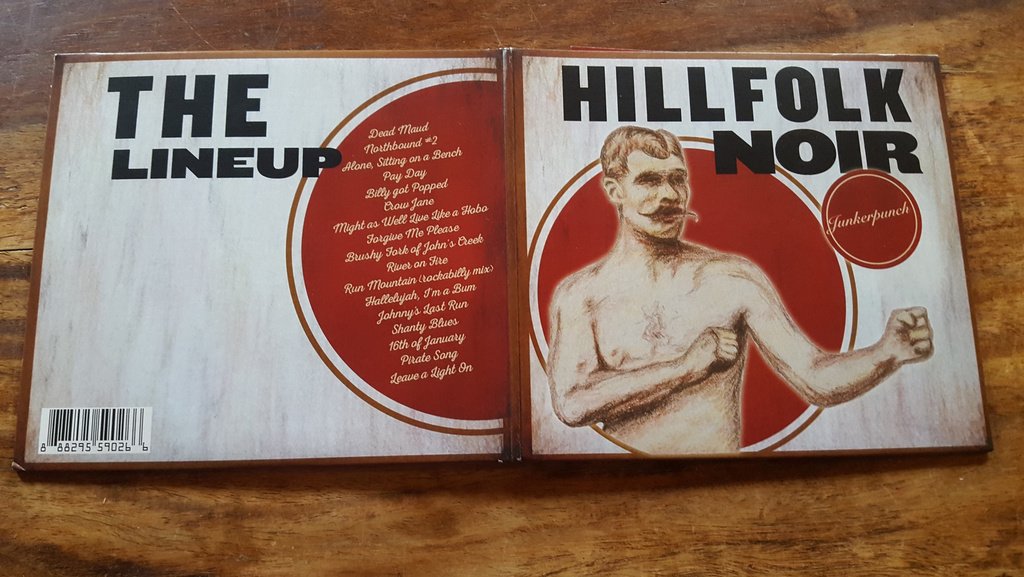 THE
LINEUP
Dead Maud
Northbound #2
Alone, Sitting on a Bench
Pay Day
Billy got Popped
Crow Jane
Might as Well Live Like a Hobo
Forgive Me Please
Brushy Fork of John's Creek
River on Fire
Run Mountain (rockabilly mix)
Hallelujah, I'm a Bum
Johnny's Last Run
Shanty Blues
16th of January
Pirate Song
Leave a Light On
8 88295 59026 6
HILLFOLK
NOIR
Junkerpunch